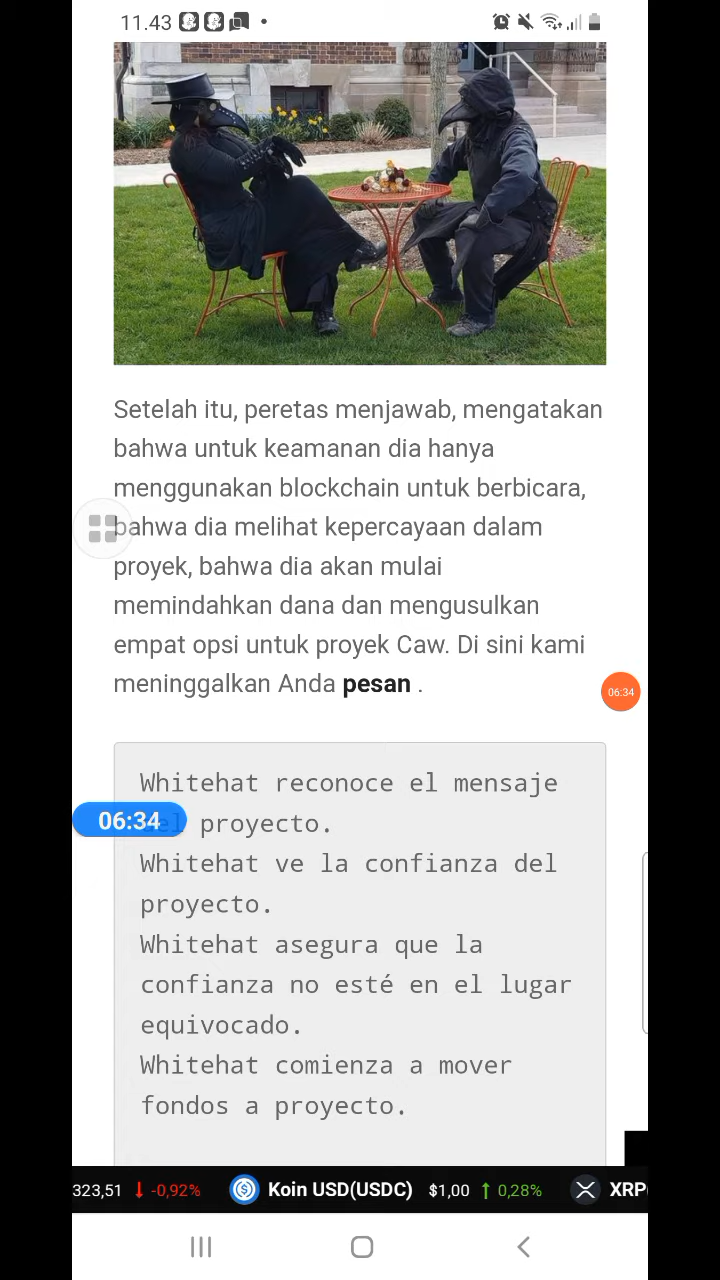 11.43
Setelah itu, peretas menjawab, mengatakan
bahwa untuk keamanan dia hanya
menggunakan blockchain untuk berbicara,
bahwa dia melihat kepercayaan dalam
proyek, bahwa dia akan mulai
memindahkan dana dan mengusulkan
empat opsi untuk proyek Caw. Di sini kami
meninggalkan Anda pesan .
06:34
Whitehat reconoce el mensaje
06:34 del proyecto.
Whitehat ve la confianza del
proyecto.
Whitehat asegura que la
confianza no esté en el lugar
equivocado.
Whitehat comienza a mover
fondos a proyecto.
323,51 -0,92% Koin USD(USDC) $1,00 0,28% XRP